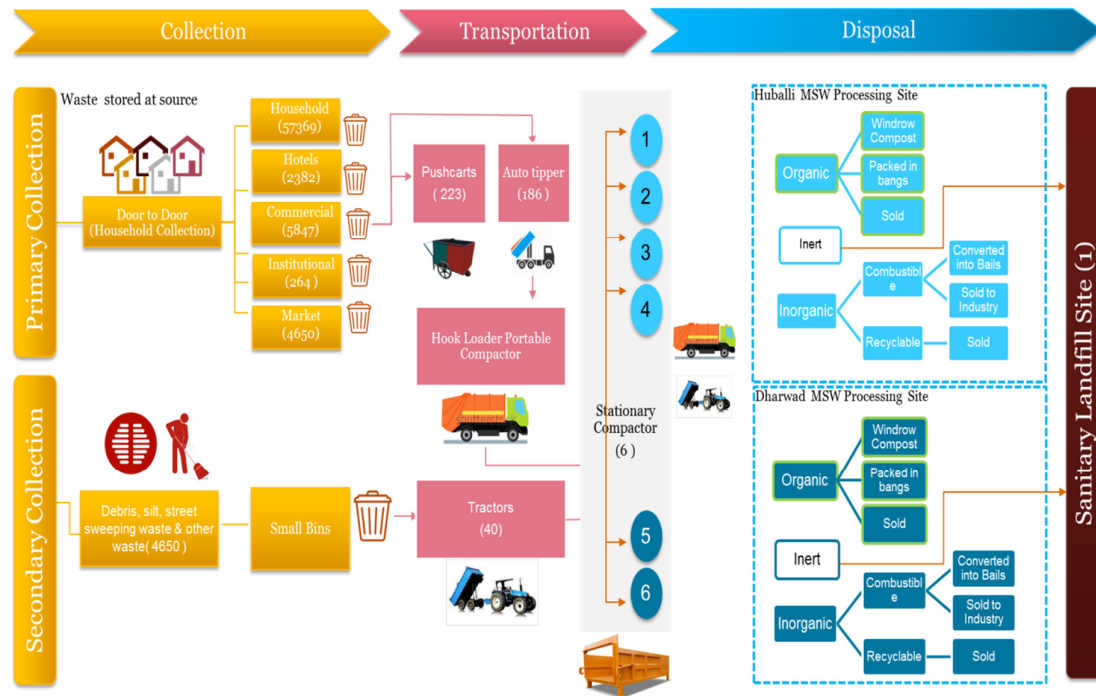 Collection
Transportation
Disposal
Primary Collection
Waste stored at source
Door to Door
(Household Collection)
Household
(57369)
Hotels
(2382)
Commercial
(5847)
Institutional
(264 )
Market
(4650)
Pushcarts
( 223)
Auto tipper
(186 )
Hook Loader Portable
Compactor
shutterstock
Secondary Collection
Debris, silt, street
sweeping waste & other
waste( 4650 )
Small Bins
Tractors
(40)
1
2
3
4
Stationary
Compactor
(6 )
5
6
Huballi MSW Processing Site
Organic
Windrow
Compost
Packed in
bangs
Sold
Inert
Inorganic
Combustibl
e
Converted
into Bails
Sold to
Industry
Recyclable
Sold
Dharwad MSW Processing Site
Organic
Windrow
Compost
Packed in
bangs
Sold
Inert
Inorganic
Combustibl
e
Converted
into Bails
Sold to
Industry
Recyclable
Sold
Sanitary Landfill Site (1)